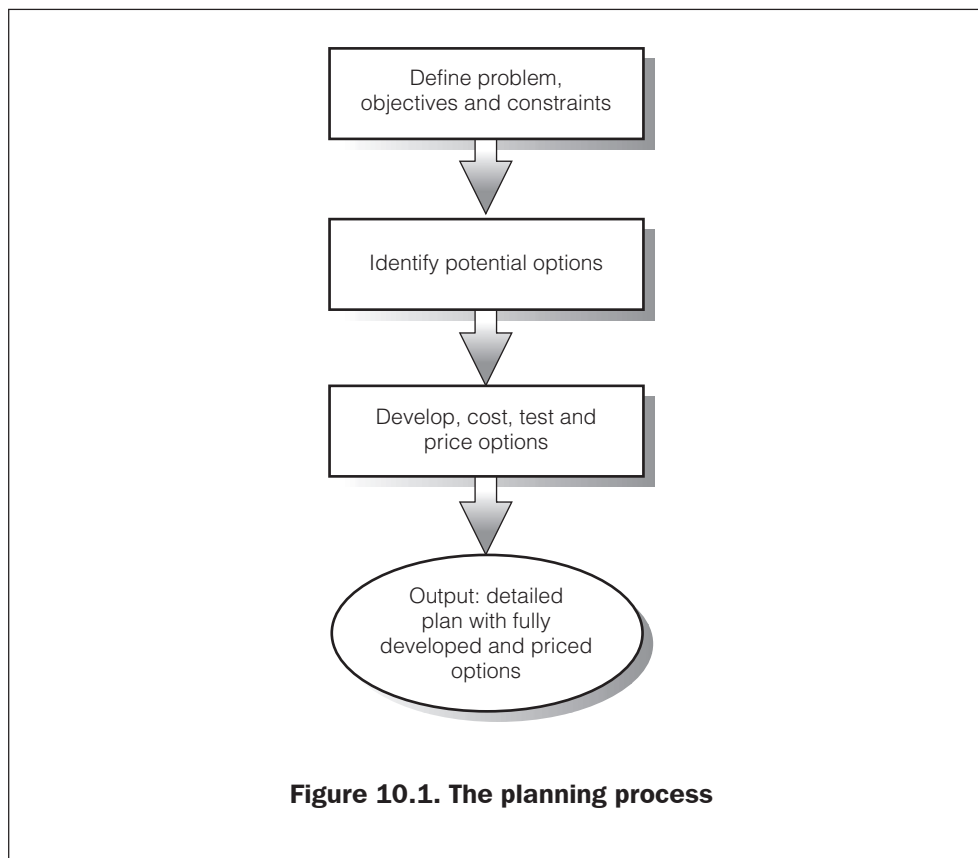 Define problem,
objectives and constraints
Identify potential options
Develop, cost, test and
price options
Output: detailed
plan with fully
developed and priced
options
Figure 10.1. The planning process